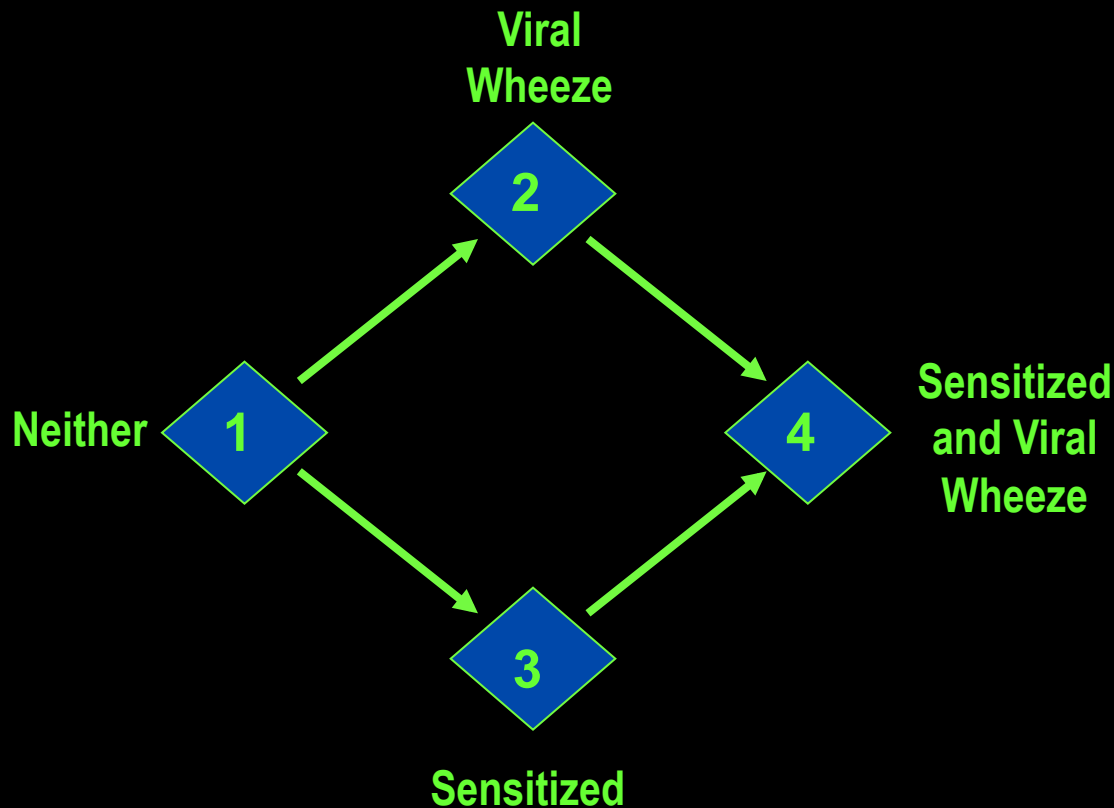 Viral
Wheeze
2
Neither
1
4
Sensitized
and Viral
Wheeze
3
Sensitized